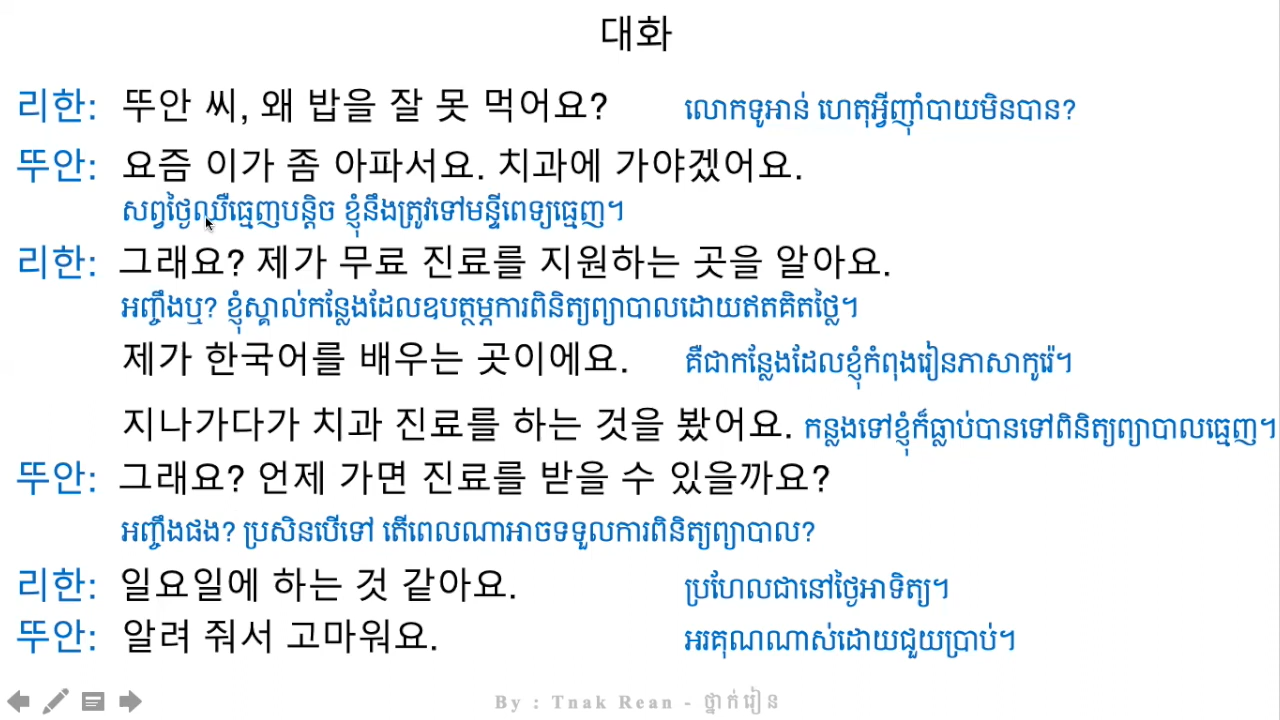 대화
리한: 뚜안 씨, 왜 밥을 잘 못 먹어요? លោកទូអាន់ ហេតុអ្វីញ៉ាំបាយមិនបាន?
뚜안: 요즘 이가 좀 아파서요. 치과에 가야겠어요.
សព្វថ្ងៃឈឺធ្មេញបន្តិច ខ្ញុំនឹងត្រូវទៅមន្ទីពេទ្យធ្មេញ។
리한: 그래요? 제가 무료 진료를 지원하는 곳을 알아요.
អញ្ចឹងឬ? ខ្ញុំស្គាល់កន្លែងដែលឧបត្ថម្ភការពិនិត្យព្យាបាលដោយឥតគិតថ្លៃ។
제가 한국어를 배우는 곳이에요. គឺជាកន្លែងដែលខ្ញុំកំពុងរៀនភាសាកូរ៉េ។
지나가다가 치과 진료를 하는 것을 봤어요. កន្លងទៅខ្ញុំក៏ធ្លាប់បានទៅពិនិត្យព្យាបាលធ្មេញ។
뚜안: 그래요? 언제 가면 진료를 받을 수 있을까요?
អញ្ចឹងផង? ប្រសិនបើទៅ តើពេលណាអាចទទួលការពិនិត្យព្យាបាល?
리한: 일요일에 하는 것 같아요. ប្រហែលជានៅថ្ងៃអាទិត្យ។
뚜안: 알려 줘서 고마워요. អរគុណណាស់ដោយជួយប្រាប់។
By : Tnak Rean - ថ្នាក់រៀន